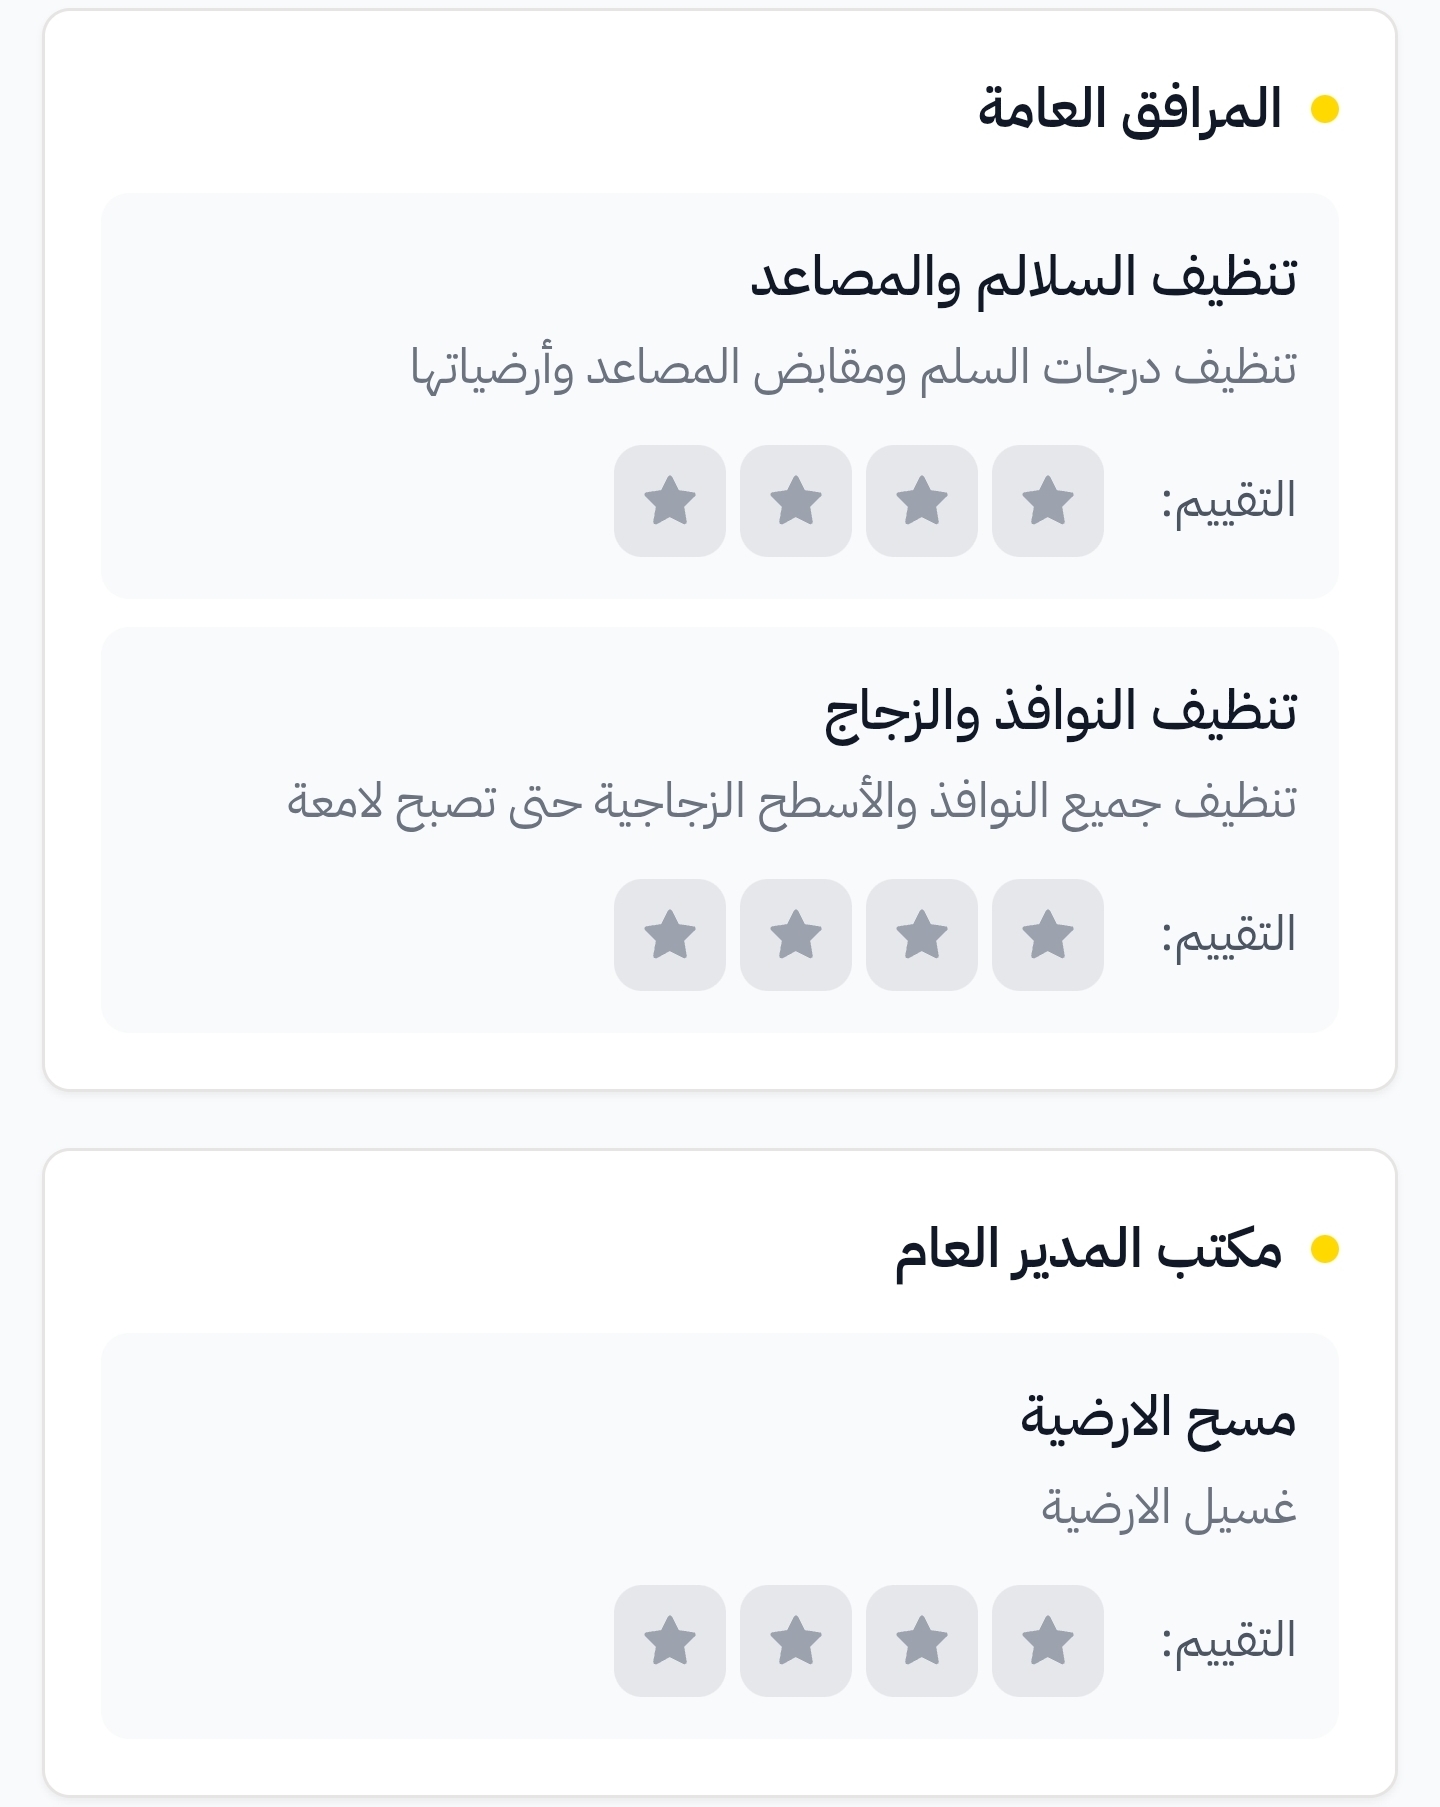 المرافق العامة
تنظيف السلالم والمصاعد
تنظيف درجات السلم ومقابض المصاعد وأرضياتها
التقييم:
تنظيف النوافذ والزجاج
تنظيف جميع النوافذ والأسطح الزجاجية حتى تصبح لامعة
التقييم:
مكتب المدير العام
مسح الارضية
غسيل الارضية
التقييم: